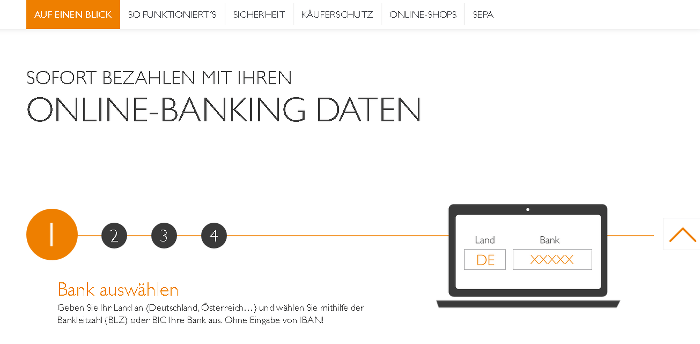 AUF EINEN BLICK SO FUNKTIONIERT'S SICHERHEIT KÄUFERSCHUTZ ONLINE-SHOPS SEPA
SOFORT BEZAHLEN MIT IHREN
ONLINE-BANKING DATEN
1 2 3 4
Land Bank
DE XXXXX
Bank auswählen
Geben Sie Ihr Land an (Deutschland, Österreich…) und wählen Sie mithilfe der
Bankleitzahl (BLZ) oder BIC Ihre Bank aus. Ohne Eingabe von IBAN!